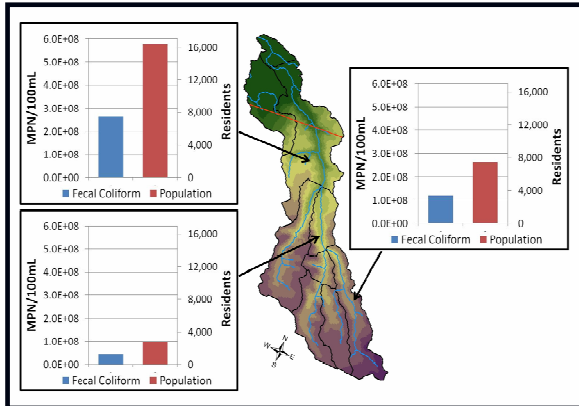 6.0E+08
5.0E+08
4.0E+08
3.0E+08
2.0E+08
1.0E+08
0.0E+00
MPN/100mL
16,000
12,000
8,000
4,000
0
Residents
Fecal Coliform Population
6.0E+08
5.0E+08
4.0E+08
3.0E+08
2.0E+08
1.0E+08
0.0E+00
MPN/100mL
16,000
12,000
8,000
4,000
0
Residents
Fecal Coliform Population
6.0E+08
5.0E+08
4.0E+08
3.0E+08
2.0E+08
1.0E+08
0.0E+00
MPN/100mL
16,000
12,000
8,000
4,000
0
Residents
Fecal Coliform Population
N
W E
S